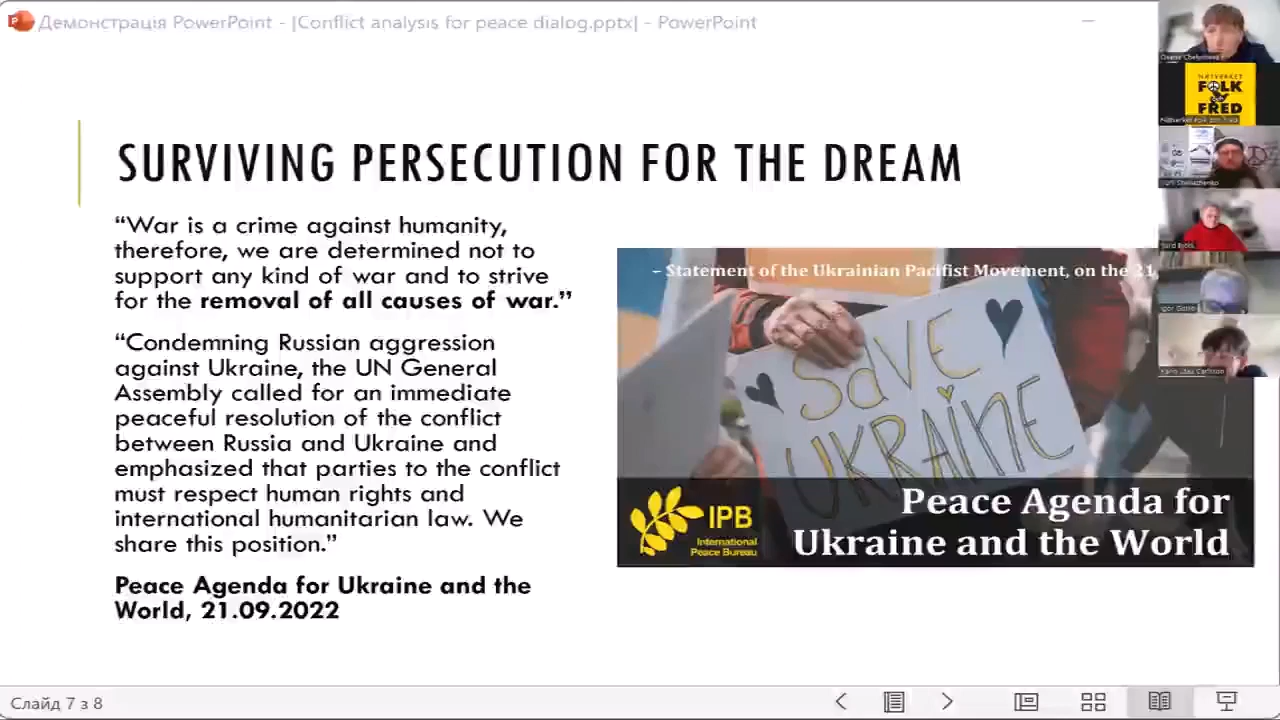 Демонстрація PowerPoint - [Conflict analysis for peace dialog.pptx] - PowerPoint
SURVIVING PERSECUTION FOR THE DREAM
“War is a crime against humanity,
therefore, we are determined not to
support any kind of war and to strive
for the removal of all causes of war.”
“Condemning Russian aggression
against Ukraine, the UN General
Assembly called for an immediate
peaceful resolution of the conflict
between Russia and Ukraine and
emphasized that parties to the conflict
must respect human rights and
international humanitarian law. We
share this position.”
Peace Agenda for Ukraine and the
World, 21.09.2022
– Statement of the Ukrainian Pacifist Movement, on the 21
SAVE
UKRAiNE
IPB
International
Peace Bureau
Peace Agenda for
Ukraine and the World
NÄTVERKET
FOLK
FRED
Слайд 7 з 8